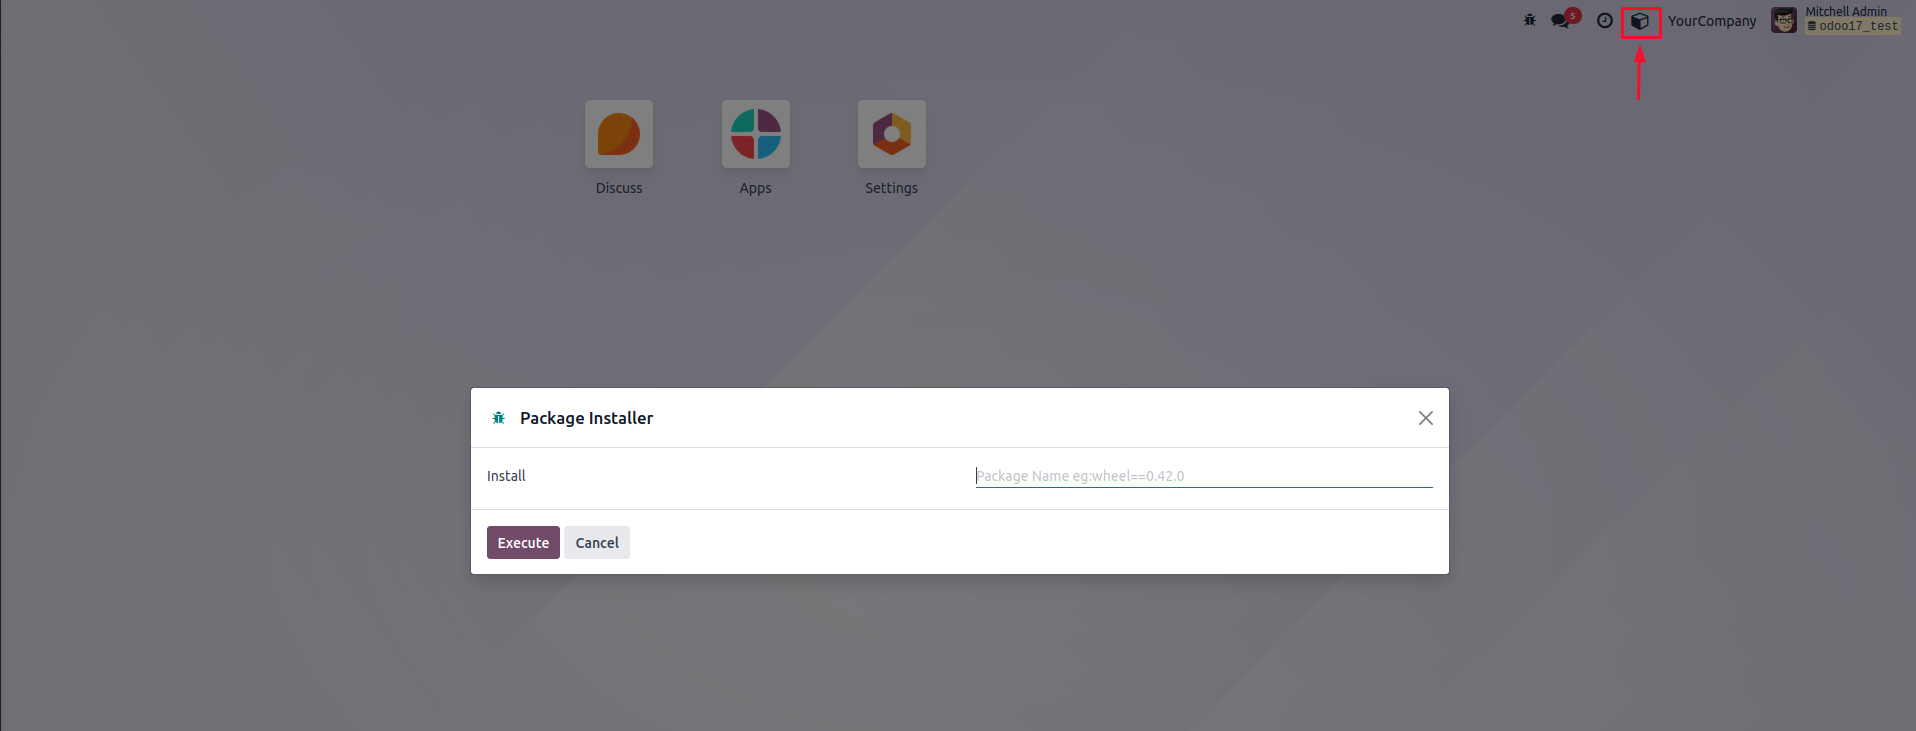 5
YourCompany
Mitchell Admin
odoo17_test
Discuss
Apps
Settings
Package Installer
Install
Package Name eg:wheel==0.42.0
Execute
Cancel